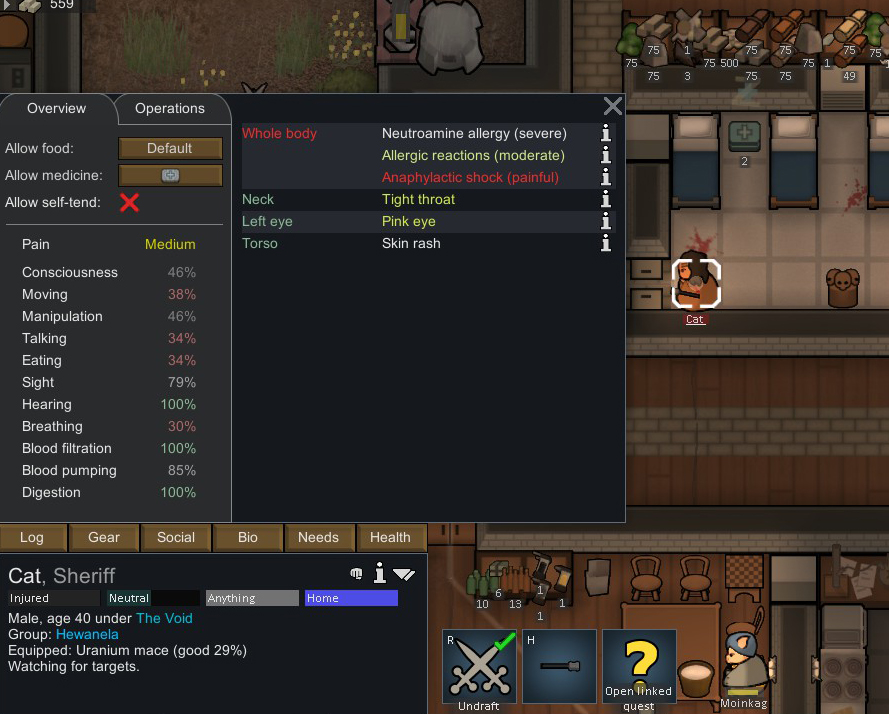 559
75
1
75
75
75
75
75
500
75
75
1
75
3
75
75
49
Overview
Operations
Allow food:
Default
Allow medicine:
Allow self-tend:
Pain Medium
Consciousness 46%
Moving 38%
Manipulation 46%
Talking 34%
Eating 34%
Sight 79%
Hearing 100%
Breathing 30%
Blood filtration 100%
Blood pumping 85%
Digestion 100%
Whole body Neutroamine allergy (severe)
Allergic reactions (moderate)
Anaphylactic shock (painful)
Neck Tight throat
Left eye Pink eye
Torso Skin rash
2
Cat
Log
Gear
Social
Bio
Needs
Health
Cat, Sheriff
Injured
Neutral
Anything
Home
Male, age 40 under The Void
Group: Hewanela
Equipped: Uranium mace (good 29%)
Watching for targets.
10
6
13
1
1
1
R
Undraft
H
Open linked
quest
Moinkag